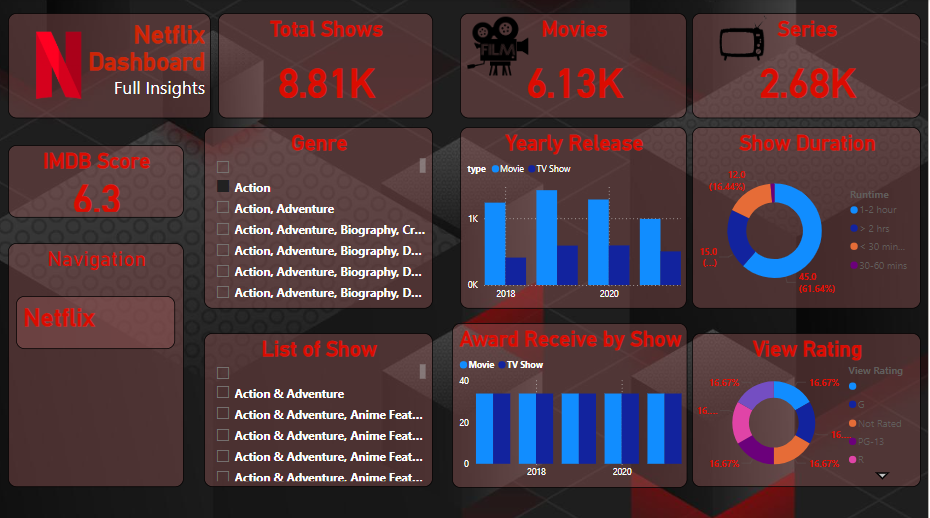 Netflix
Dashboard
Full Insights
Total Shows
8.81K
FILM
Movies
6.13K
Series
2.68K
IMDB Score
6.3
Navigation
Netflix
Genre
Action
Action, Adventure
Action, Adventure, Biography, Cr...
Action, Adventure, Biography, D...
Action, Adventure, Biography, D...
Action, Adventure, Biography, D...
List of Show
Action & Adventure
Action & Adventure, Anime Feat...
Action & Adventure, Anime Feat...
Action & Adventure, Anime Feat...
Action & Adventure, Anime Feat...
Yearly Release
type Movie TV Show
1K
0K
2018
2020
Award Receive by Show
Movie TV Show
40
20
0
2018
2020
Show Duration
12.0
(16.44%)
15.0
(...)
45.0
(61.64%)
Runtime
1-2 hour
> 2 hrs
< 30 min...
30-60 mins
View Rating
16.67%
16.67%
16....
16....
16.67%
16.67%
View Rating
G
Not Rated
PG-13
R